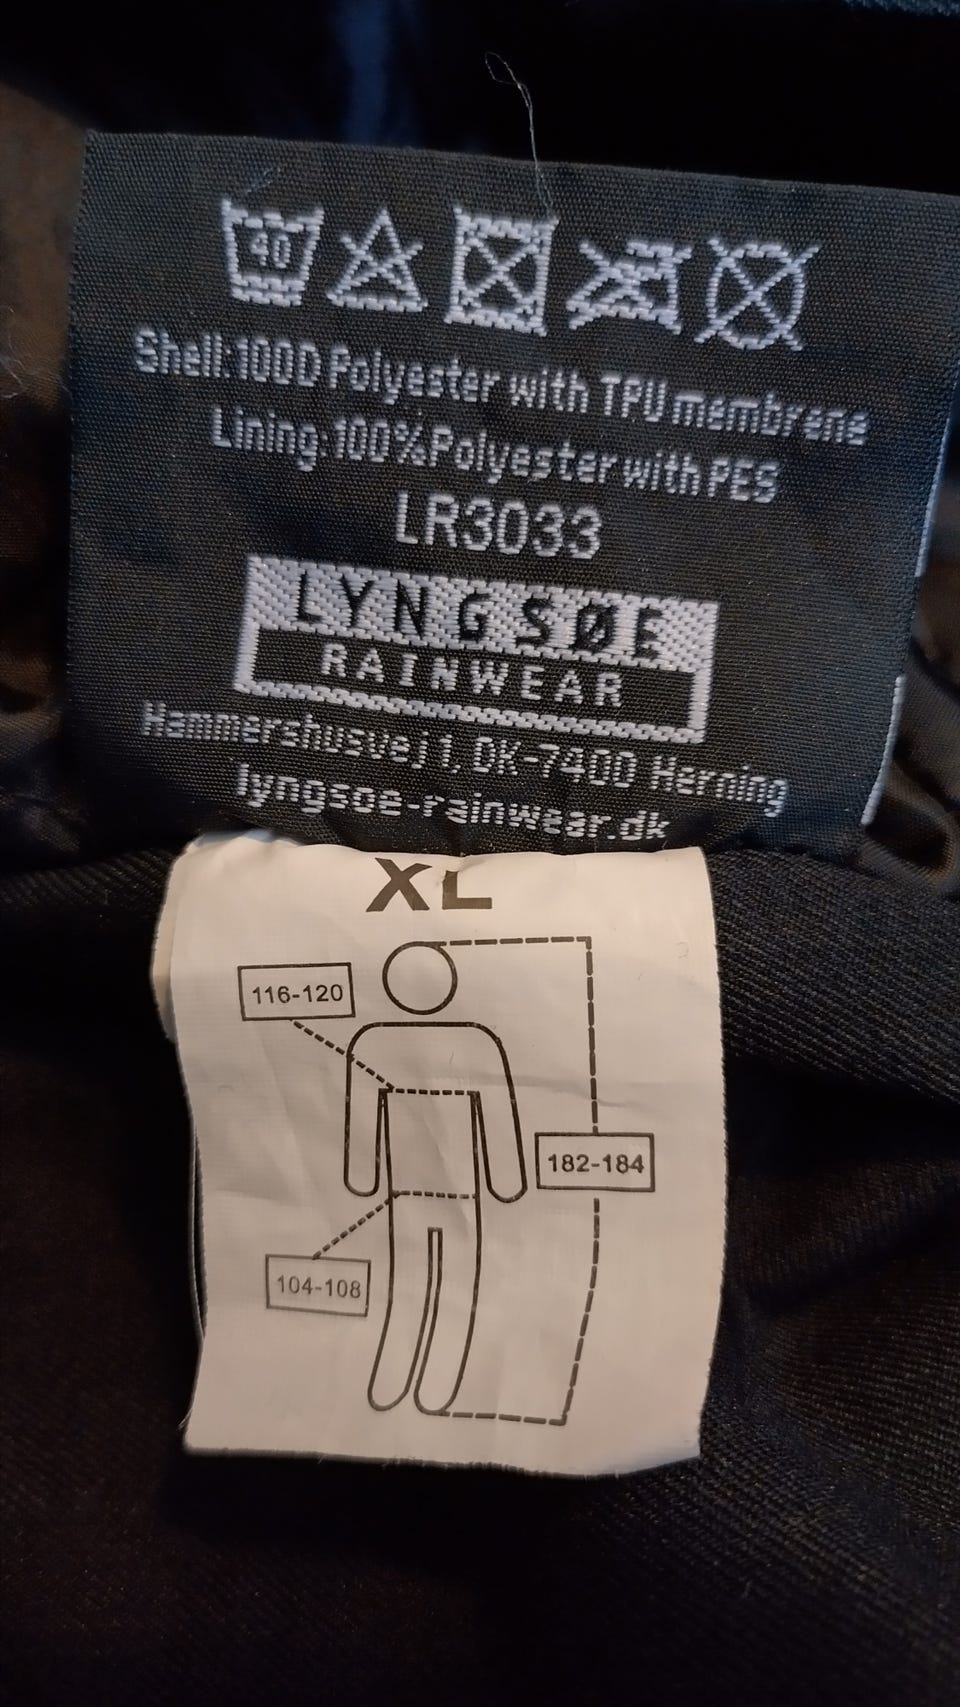 40
Shell:100D Polyester with TPU membrane
Lining:100%Polyester with PES
LR3033
LYNGSØE
RAINWEAR
Hammershusvej 1, DK-7400 Herning
lyngsoe-rainwear.dk
XL
116-120
182-184
104-108